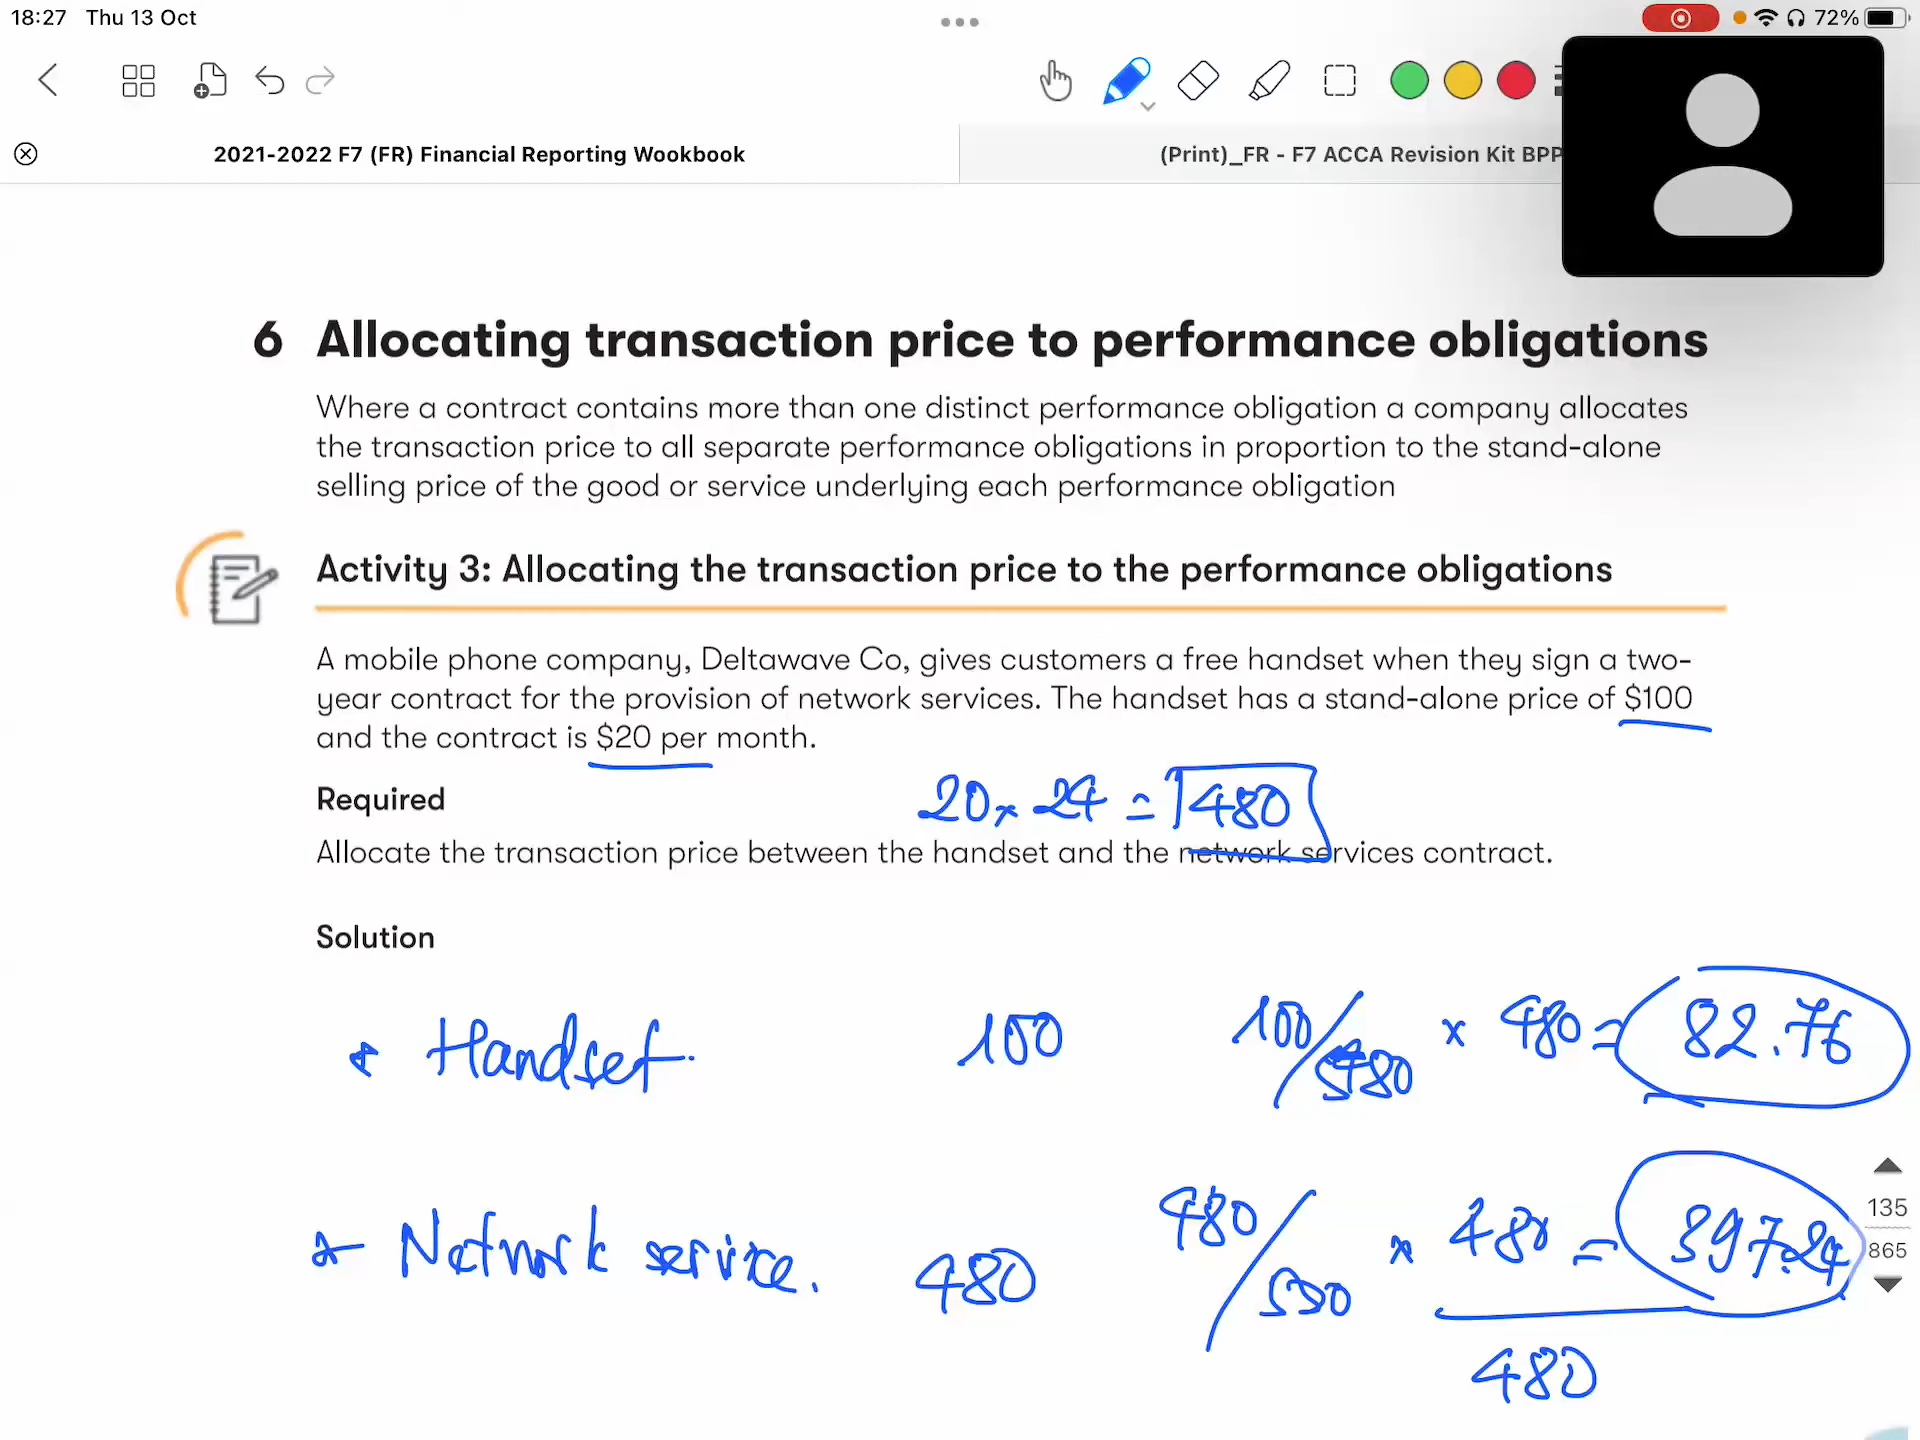 18:27 Thu 13 Oct
72%
2021-2022 F7 (FR) Financial Reporting Wookbook
(Print)_FR - F7 ACCA Revision Kit BPP
6 Allocating transaction price to performance obligations
Where a contract contains more than one distinct performance obligation a company allocates
the transaction price to all separate performance obligations in proportion to the stand-alone
selling price of the good or service underlying each performance obligation
Activity 3: Allocating the transaction price to the performance obligations
A mobile phone company, Deltawave Co, gives customers a free handset when they sign a two-
year contract for the provision of network services. The handset has a stand-alone price of $100
and the contract is $20 per month.
20 x 24 = 480
Required
Allocate the transaction price between the handset and the network services contract.
Solution
* Handset. 100 100/580 x 480 = 82.76
* Network service. 480 480/580 x 480 = 397.24
480
135
865